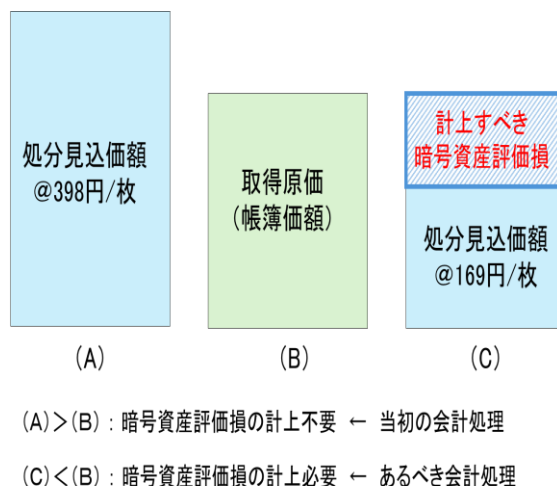 処分見込価額
@398円/枚
取得原価
(帳簿価額)
計上すべき
暗号資産評価損
処分見込価額
@169円/枚
(A)
(B)
(C)
(A)>(B)：暗号資産評価損の計上不要 ← 当初の会計処理
(C)<(B)：暗号資産評価損の計上必要 ← あるべき会計処理